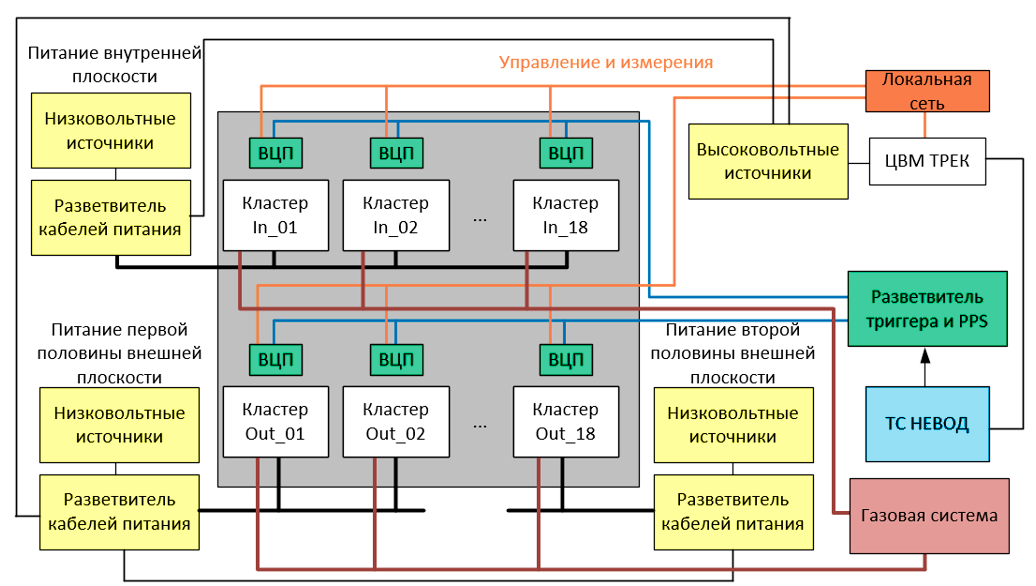 Питание внутренней
плоскости
Управление и измерения
Локальная
сеть
Низковольтные
источники
ВЦП
ВЦП
ВЦП
Высоковольтные
источники
ЦВМ ТРЕК
Разветвитель
кабелей питания
Кластер
In_01
Кластер
In_02
...
Кластер
In_18
Разветвитель
триггера и PPS
Питание первой
половины внешней
плоскости
Питание второй
половины внешней
плоскости
ВЦП
ВЦП
ВЦП
Низковольтные
источники
Кластер
Out_01
Кластер
Out_02
...
Кластер
Out_18
Низковольтные
источники
ТС НЕВОД
Разветвитель
кабелей питания
Разветвитель
кабелей питания
Газовая система